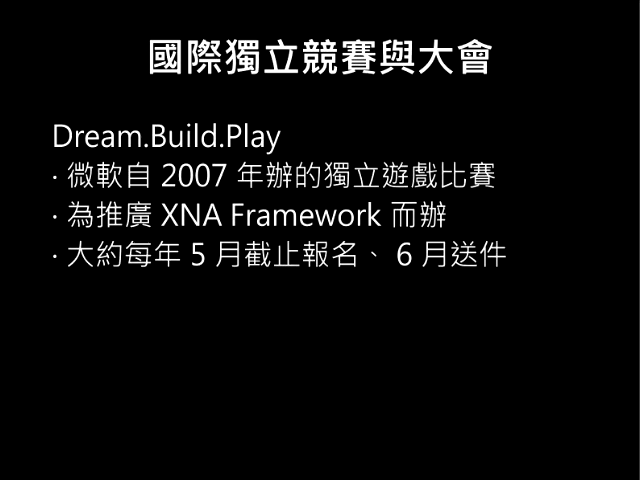 國際獨立競賽與大會
Dream.Build.Play
· 微軟自 2007 年辦的獨立遊戲比賽
· 為推廣 XNA Framework 而辦
· 大約每年 5 月截止報名、 6 月送件